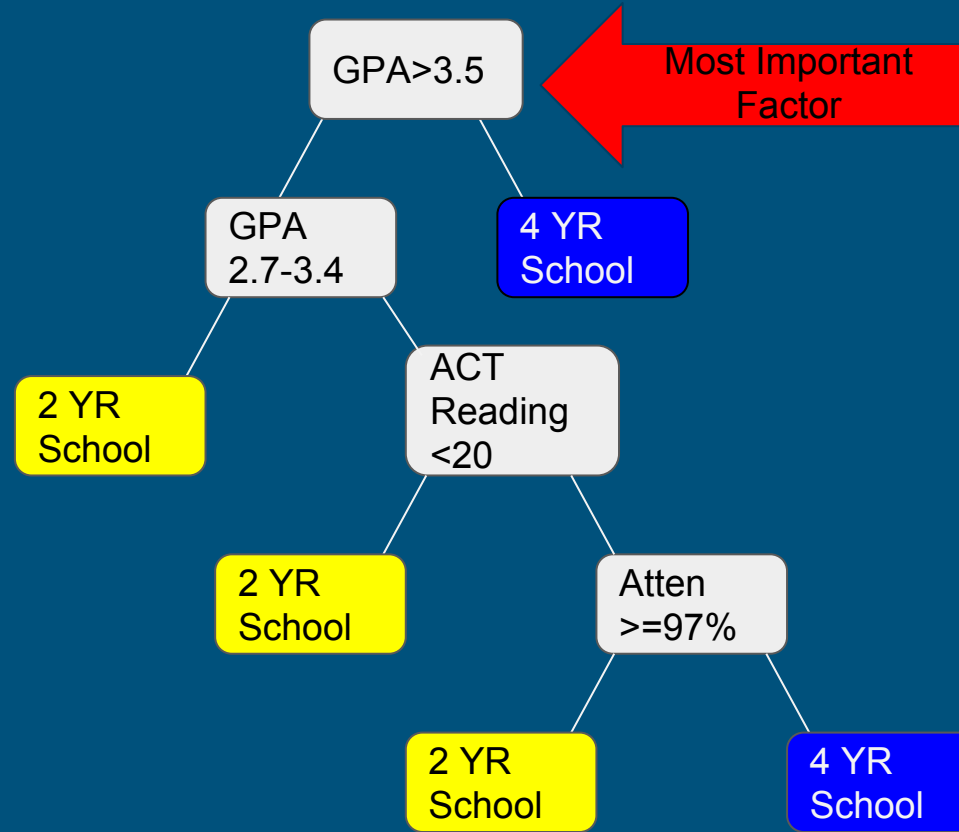 GPA>3.5
Most Important
Factor
GPA
2.7-3.4
4 YR
School
2 YR
School
ACT
Reading
<20
2 YR
School
Atten
>=97%
2 YR
School
4 YR
School